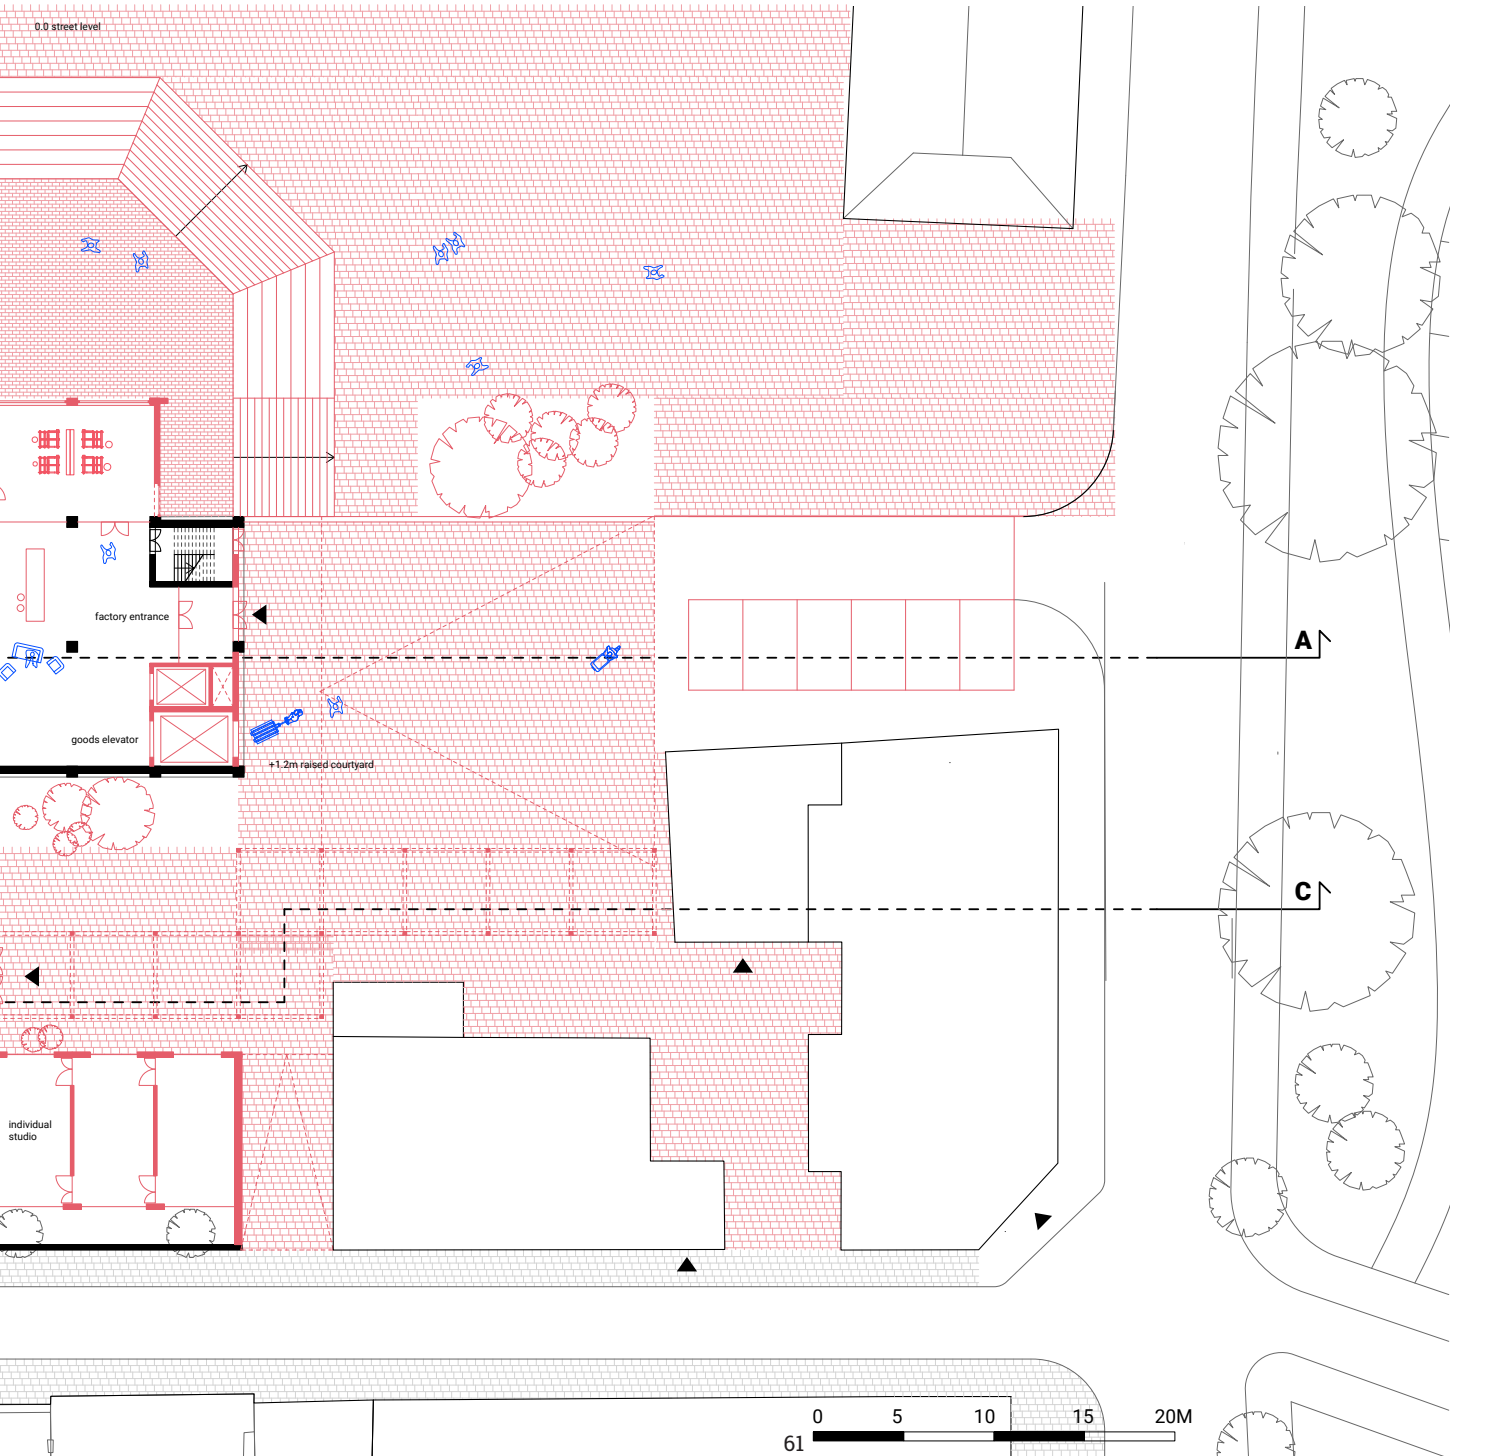 0.0 street level
factory entrance
A
goods elevator
+1.2m raised courtyard
C
individual
studio
0 5 10 15 20M
61